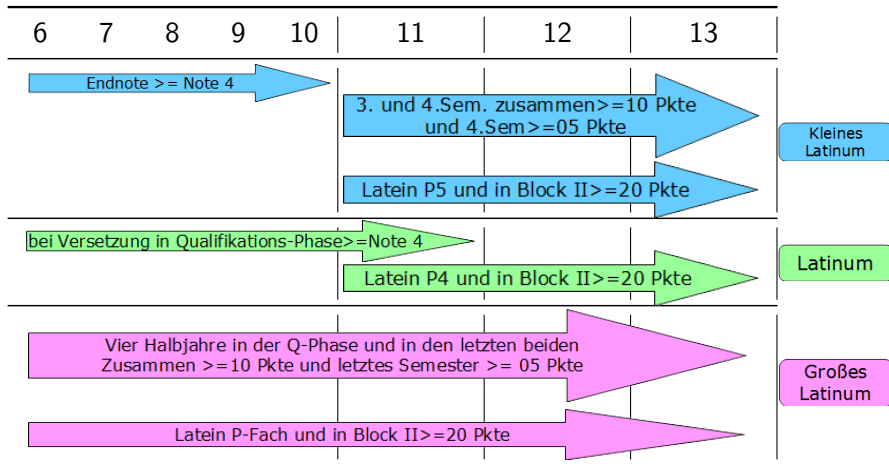 6 7 8 9 10 11 12 13
Endnote >= Note 4
3. und 4.Sem. zusammen>=10 Pkte
und 4.Sem>=05 Pkte
Kleines
Latinum
Latein P5 und in Block II>=20 Pkte
bei Versetzung in Qualifikations-Phase>=Note 4
Latinum
Latein P4 und in Block II>=20 Pkte
Vier Halbjahre in der Q-Phase und in den letzten beiden
Zusammen >=10 Pkte und letztes Semester >= 05 Pkte
Großes
Latinum
Latein P-Fach und in Block II>=20 Pkte